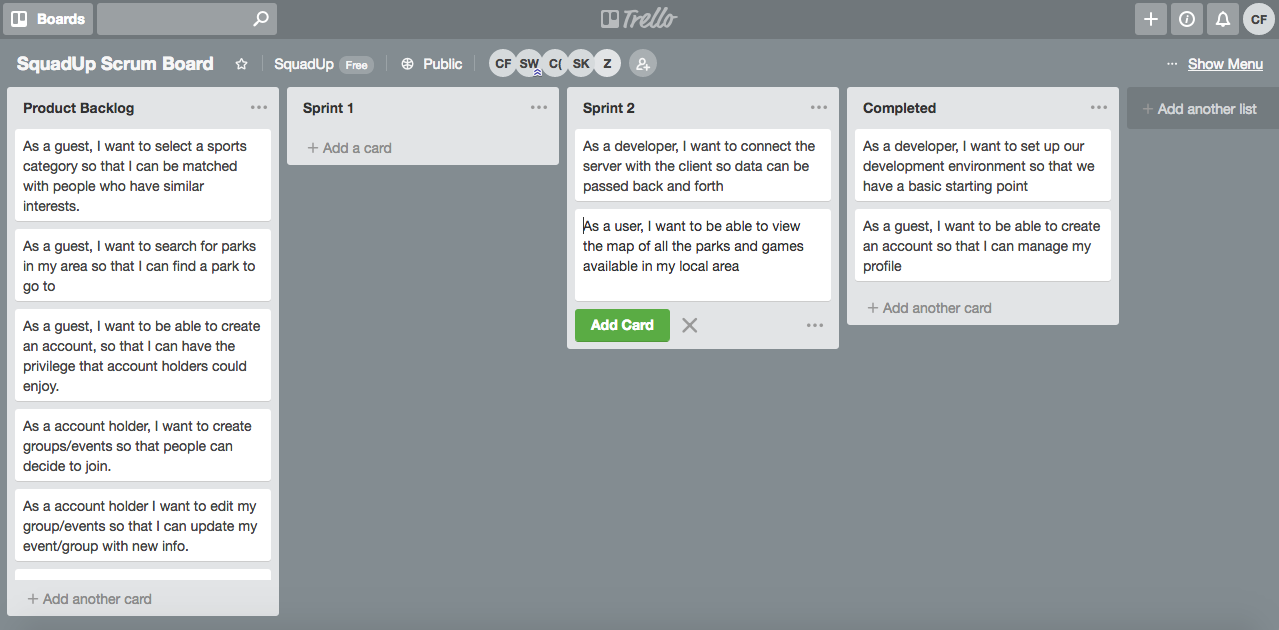 Boards
Trello
CF
SquadUp Scrum Board
SquadUp Free
Public
CF SW C( SK Z
... Show Menu
Product Backlog
As a guest, I want to select a sports
category so that I can be matched
with people who have similar
interests.
As a guest, I want to search for parks
in my area so that I can find a park to
go to
As a guest, I want to be able to create
an account, so that I can have the
privilege that account holders could
enjoy.
As a account holder, I want to create
groups/events so that people can
decide to join.
As a account holder I want to edit my
group/events so that I can update my
event/group with new info.
+ Add another card
Sprint 1
+ Add a card
Sprint 2
As a developer, I want to connect the
server with the client so data can be
passed back and forth
As a user, I want to be able to view
the map of all the parks and games
available in my local area
Add Card
Completed
As a developer, I want to set up our
development environment so that we
have a basic starting point
As a guest, I want to be able to create
an account so that I can manage my
profile
+ Add another card
+ Add another list